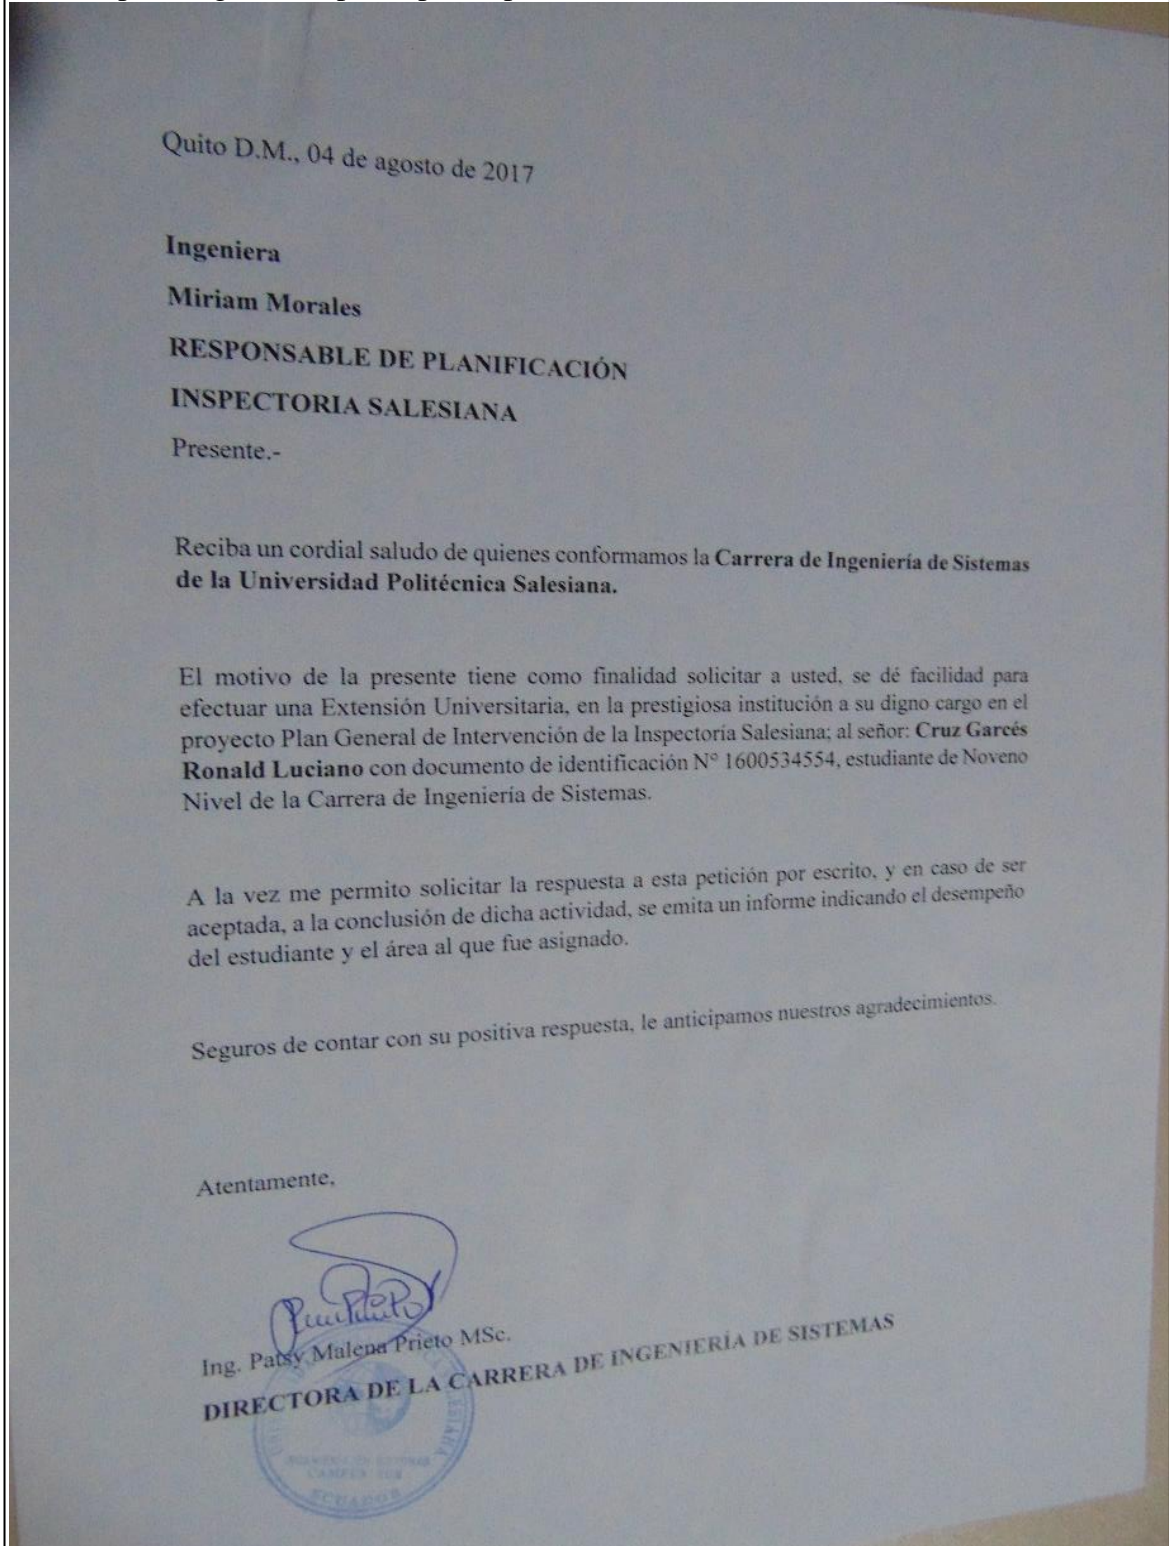 Quito D.M., 04 de agosto de 2017
Ingeniera
Miriam Morales
RESPONSABLE DE PLANIFICACIÓN
INSPECTORIA SALESIANA
Presente.-
Reciba un cordial saludo de quienes conformamos la Carrera de Ingeniería de Sistemas
de la Universidad Politécnica Salesiana.
El motivo de la presente tiene como finalidad solicitar a usted, se dé facilidad para
efectuar una Extensión Universitaria, en la prestigiosa institución a su digno cargo en el
proyecto Plan General de Intervención de la Inspectoría Salesiana; al señor: Cruz Garcés
Ronald Luciano con documento de identificación N° 1600534554, estudiante de Noveno
Nivel de la Carrera de Ingeniería de Sistemas.
A la vez me permito solicitar la respuesta a esta petición por escrito, y en caso de ser
aceptada, a la conclusión de dicha actividad, se emita un informe indicando el desempeño
del estudiante y el área al que fue asignado.
Seguros de contar con su positiva respuesta, le anticipamos nuestros agradecimientos.
Atentamente,
Ing. Patsy Malena Prieto MSc.
DIRECTORA DE LA CARRERA DE INGENIERÍA DE SISTEMAS
CAMPUS SUR
ECUADOR